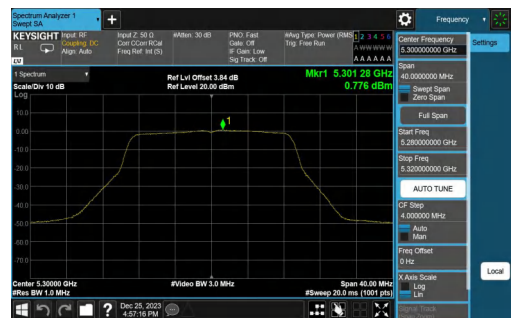 Spectrum Analyzer 1
Swept SA
+
Frequency
KEYSIGHT
RL
Input: RF
Coupling: DC
Align: Auto
Input Z: 50 Ω
Corr CCorr RCal
Freq Ref: Int (S)
#Atten: 30 dB
PNO: Fast
Gate: Off
IF Gain: Low
Sig Track: Off
#Avg Type: Power (RMS
Trig: Free Run
1 2 3 4 5 6
A W W W W W
A A A A A A
LV
1 Spectrum
Scale/Div 10 dB
Log
Ref Lvl Offset 3.84 dB
Ref Level 20.00 dBm
Mkr1 5.301 28 GHz
0.776 dBm
1
10.0
0.00
-10.0
-20.0
-30.0
-40.0
-50.0
-60.0
-70.0
Center 5.30000 GHz
#Res BW 1.0 MHz
#Video BW 3.0 MHz
Span 40.00 MHz
#Sweep 20.0 ms (1001 pts)
Center Frequency
5.300000000 GHz
Settings
Span
40.0000000 MHz
Swept Span
Zero Span
Full Span
Start Freq
5.280000000 GHz
Stop Freq
5.320000000 GHz
AUTO TUNE
CF Step
4.000000 MHz
Auto
Man
Freq Offset
0 Hz
X Axis Scale
Log
Lin
Local
Signal Track
?
Dec 25, 2023
4:57:16 PM